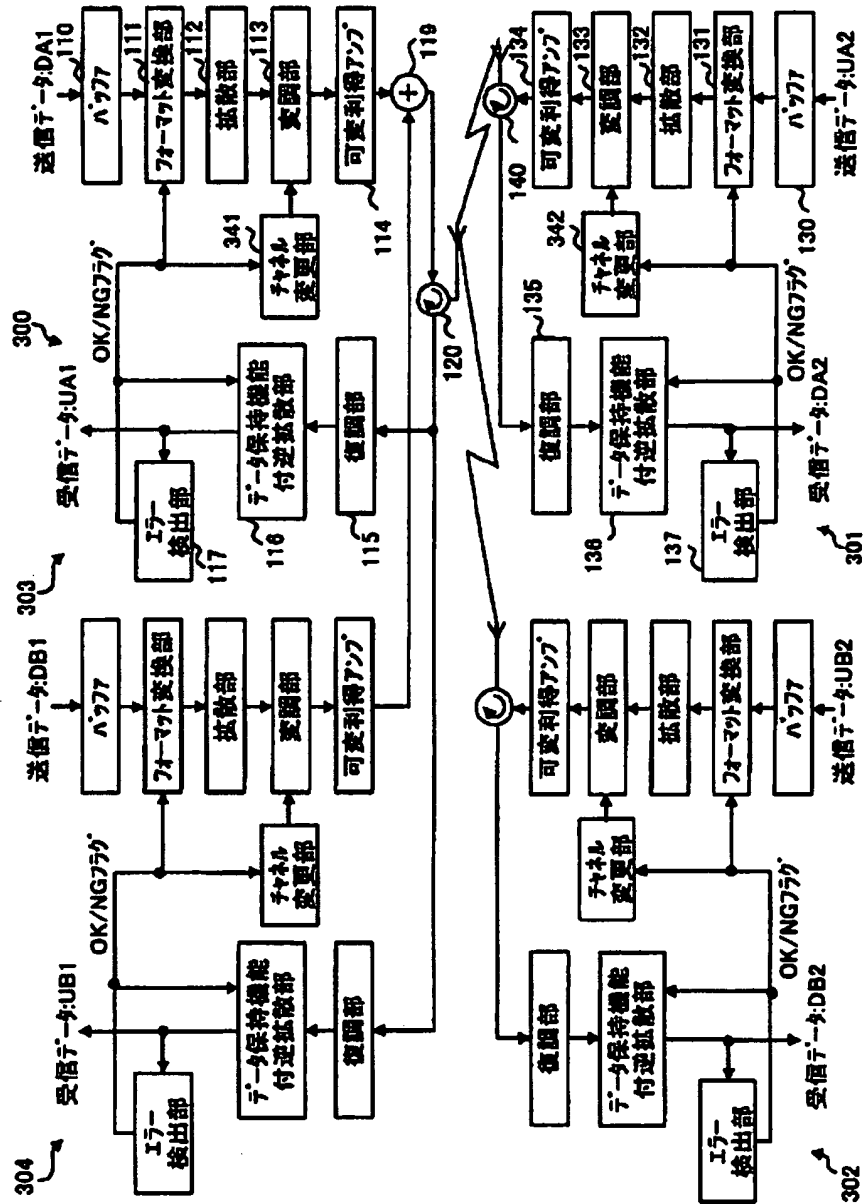 300
303
送信データ:DA1
110
バッファ
111
フォーマット変換部
112
拡散部
113
変調部
可変利得アンプ
114
119
OK/NGフラグ
341
チャネル
変更部
受信データ:UA1
エラー
検出部
117
データ保持機能
付逆拡散部
116
復調部
115
120
304
送信データ:DB1
バッファ
フォーマット変換部
拡散部
変調部
可変利得アンプ
OK/NGフラグ
チャネル
変更部
受信データ:UB1
エラー
検出部
データ保持機能
付逆拡散部
復調部
140
可変利得アンプ
134
変調部
133
拡散部
132
フォーマット変換部
131
バッファ
130
送信データ:UA2
342
チャネル
変更部
OK/NGフラグ
135
復調部
データ保持機能
付逆拡散部
136
エラー
検出部
137
受信データ:DA2
301
可変利得アンプ
変調部
拡散部
フォーマット変換部
バッファ
送信データ:UB2
チャネル
変更部
OK/NGフラグ
復調部
データ保持機能
付逆拡散部
エラー
検出部
受信データ:DB2
302